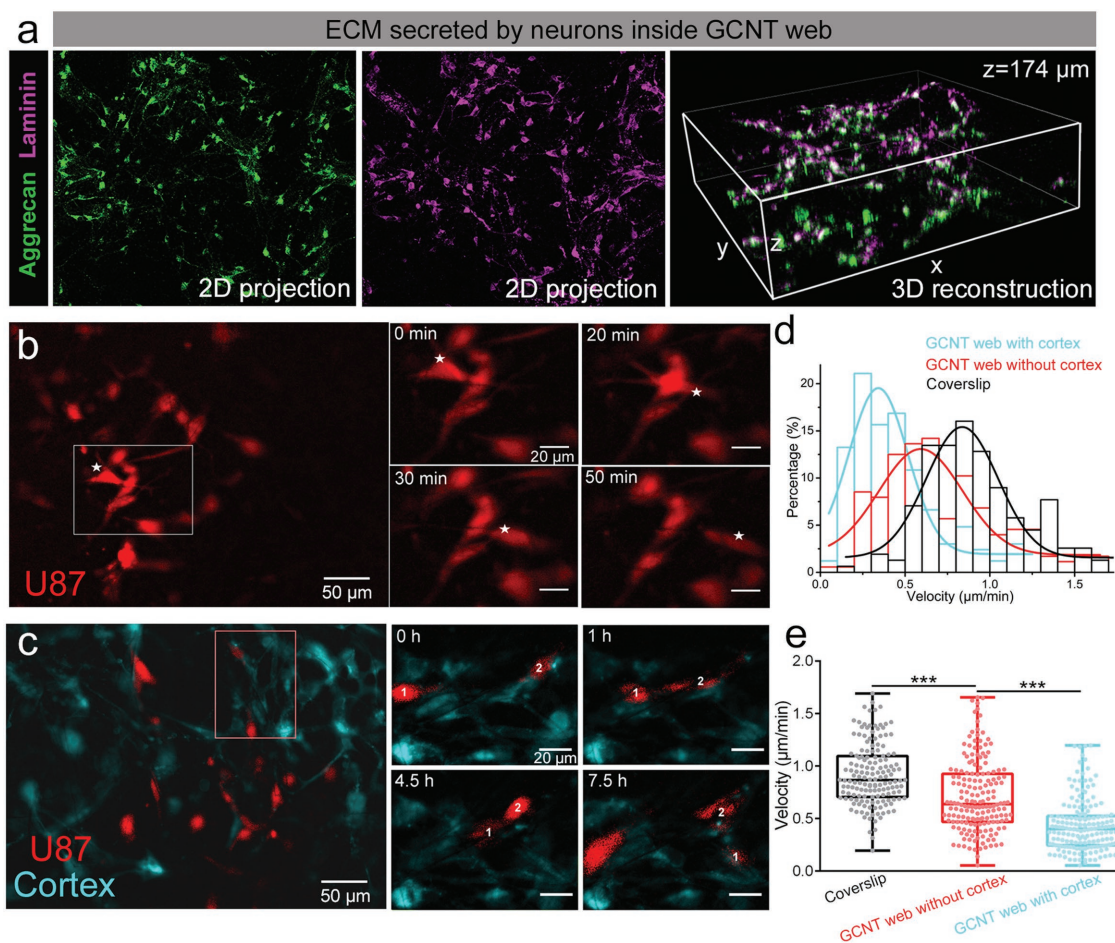 a
ECM secreted by neurons inside GCNT web
Aggrecan Laminin
2D projection
2D projection
z=174 µm
y
z
x
3D reconstruction
b
U87
50 µm
0 min
20 µm
20 min
30 min
50 min
c
U87
Cortex
50 µm
0 h
1
2
20 µm
1 h
1
2
4.5 h
1
2
7.5 h
2
1
d
GCNT web with cortex
GCNT web without cortex
Coverslip
Percentage (%)
20
15
10
5
0
0.0
0.5
1.0
1.5
Velocity (µm/min)
e
Velocity (µm/min)
2.0
1.5
1.0
0.5
0.0
***
***
Coverslip
GCNT web without cortex
GCNT web with cortex